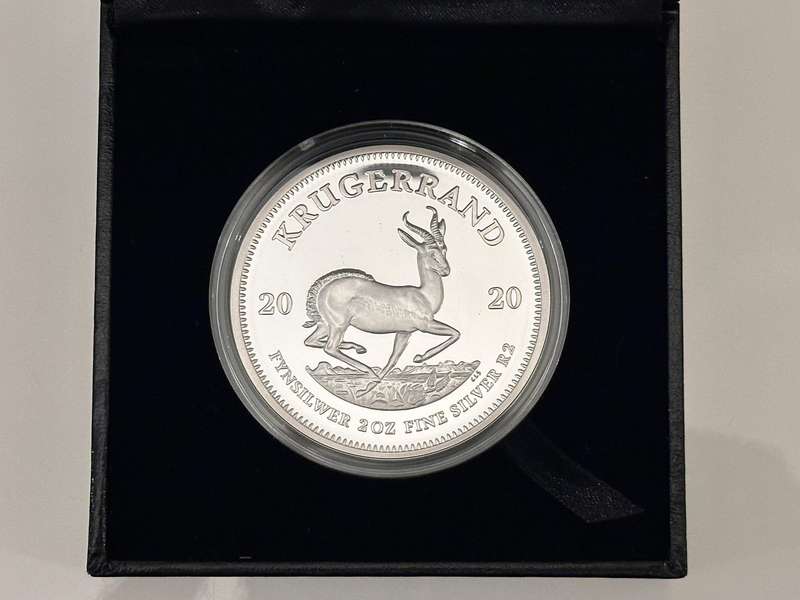 KRUGERRAND
20 20
FYNSILWER 2 OZ FINE SILVER R2